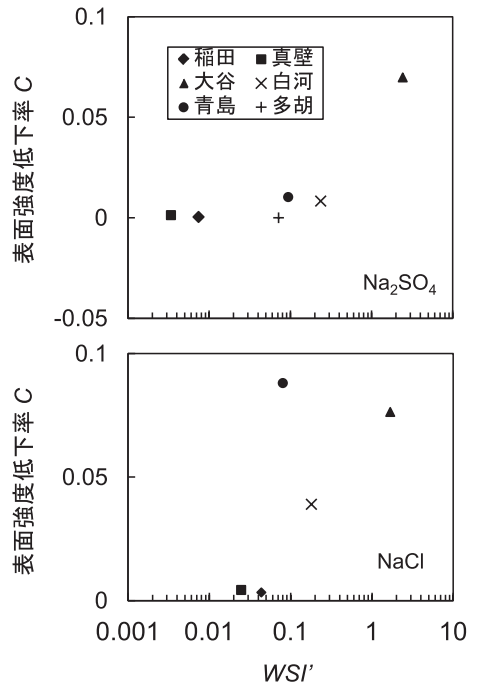 0.1
◆稲田 ■真壁
▲大谷 ×白河
●青島 +多胡
0.05
0
-0.05
表面強度低下率 C
Na₂SO₄
0.1
0.05
0
表面強度低下率 C
NaCl
0.001 0.01 0.1 1 10
WSI’